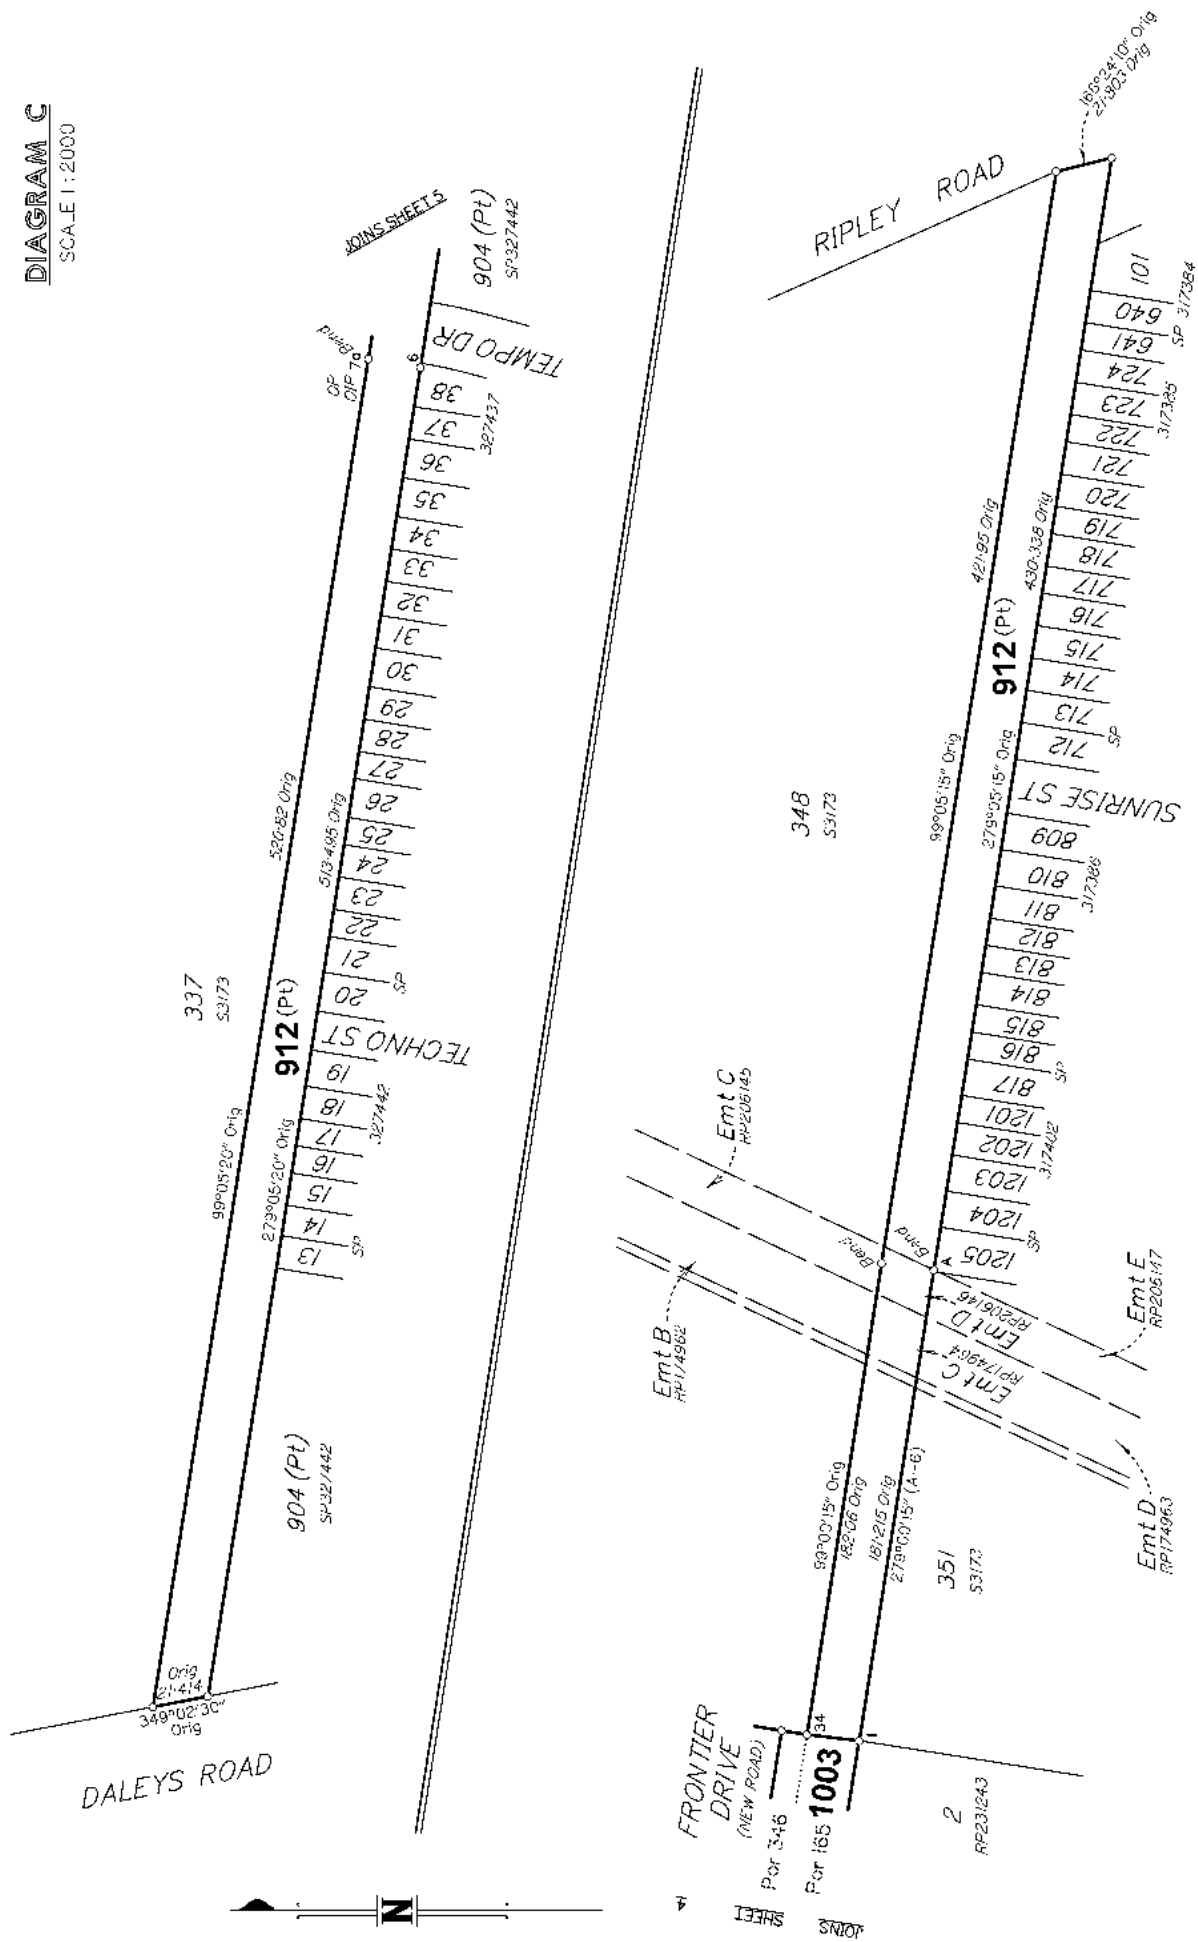 DIAGRAM C
SCALE 1:2000
JOINS SHEET 5
904 (Pt)
SP327442
Bend
OP
OIP 7
6
TEMPO DR
38
37
327437
36
35
34
33
32
31
30
29
28
27
26
25
24
23
22
21
SP
20
TECHNO ST
19
18
327442
17
16
15
14
SP
13
520·82 Orig
513·495 Orig
337
S3173
912 (Pt)
99°05'20" Orig
279°05'20" Orig
904 (Pt)
SP327442
Orig
21·414
349°02'30"
Orig
DALEYS ROAD
N
168°24'10" Orig
21·803 Orig
RIPLEY ROAD
101
317384
640
SP
641
724
723
317385
722
721
720
719
718
717
716
715
714
713
SP
712
SUNRISE ST
809
810
317386
811
812
813
814
815
816
SP
817
1201
1202
317402
1203
1204
SP
1205
421·95 Orig
430·338 Orig
912 (Pt)
99°05'15" Orig
279°05'15" Orig
348
S3173
Emt C
RP206145
Bend
Bend
A
Emt B
RP174962
Emt D
RP206146
Emt C
RP174964
Emt E
RP206147
Emt D
RP174963
99°00'15" Orig
182·06 Orig
181·215 Orig
279°00'15" (A-6)
351
S3173
FRONTIER
DRIVE
(NEW ROAD)
Por 346
34
Por 165 1003
1
2
RP231243
JOINS
SHEET
4